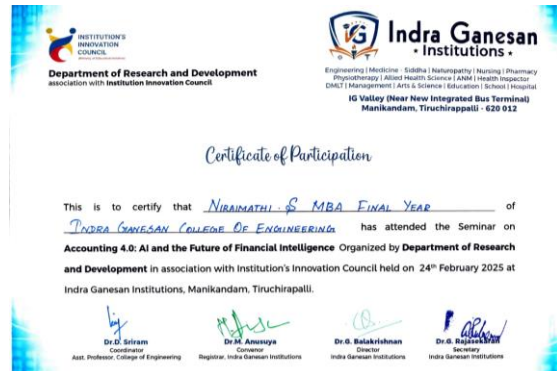 INSTITUTION'S
INNOVATION
COUNCIL
Department of Research and Development
association with Institution Innovation Council
IG
Indra Ganesan
• Institutions •
Engineering | Medicine - Siddha | Naturopathy | Nursing | Pharmacy
Physiotherapy | Allied Health Science | ANM | Health Inspector
DMLT | Management | Arts & Science | Education | School | Hospital
IG Valley (Near New Integrated Bus Terminal)
Manikandam, Tiruchirappalli - 620 012
Certificate of Participation
This is to certify that NIRAIMATHI . S MBA FINAL YEAR of
INDRA GANESAN COLLEGE OF ENGINEERING has attended the Seminar on
Accounting 4.0: AI and the Future of Financial Intelligence Organized by Department of Research
and Development in association with Institution's Innovation Council held on 24th February 2025 at
Indra Ganesan Institutions, Manikandam, Tiruchirapalli.
Dr.D. Sriram
Coordinator
Asst. Professor, College of Engineering
Dr.M. Anusuya
Convenor
Registrar, Indra Ganesan Institutions
Dr.G. Balakrishnan
Director
Indra Ganesan Institutions
Dr.G. Rajasekaran
Secretary
Indra Ganesan Institutions